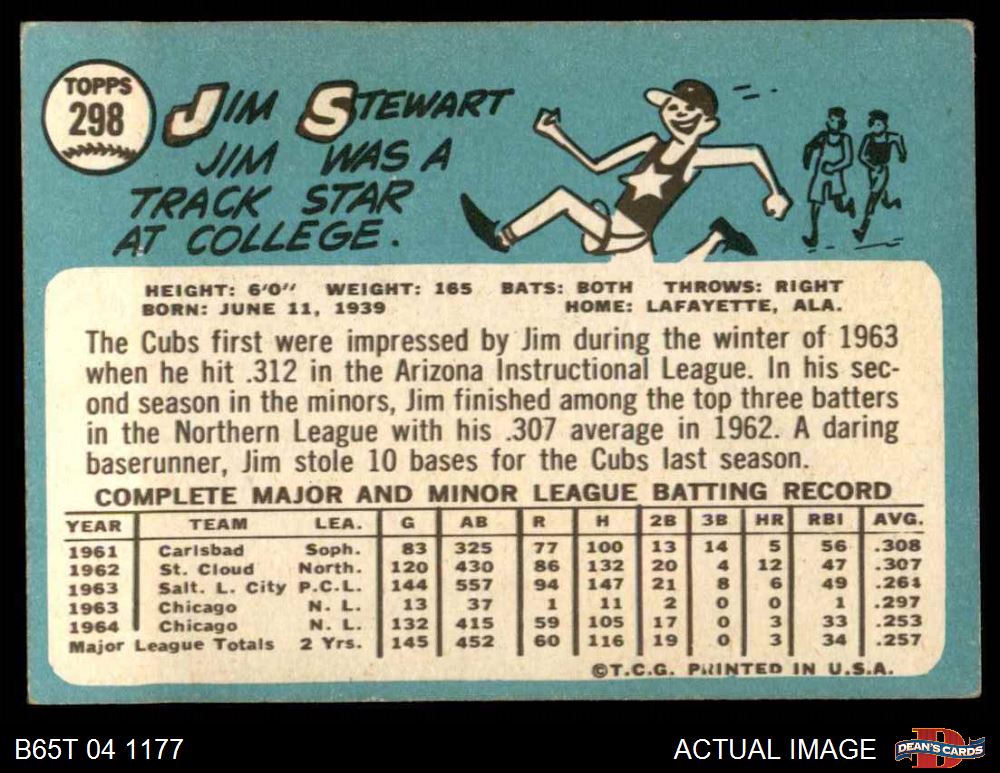 TOPPS
298
JIM STEWART
JIM WAS A
TRACK STAR
AT COLLEGE.
HEIGHT: 6'0" WEIGHT: 165 BATS: BOTH THROWS: RIGHT
BORN: JUNE 11, 1939 HOME: LAFAYETTE, ALA.
The Cubs first were impressed by Jim during the winter of 1963
when he hit .312 in the Arizona Instructional League. In his sec-
ond season in the minors, Jim finished among the top three batters
in the Northern League with his .307 average in 1962. A daring
baserunner, Jim stole 10 bases for the Cubs last season.
COMPLETE MAJOR AND MINOR LEAGUE BATTING RECORD
YEAR TEAM LEA. G AB R H 2B 3B HR RBI AVG.
1961 Carlsbad Soph. 83 325 77 100 13 14 5 56 .308
1962 St. Cloud North. 120 430 86 132 20 4 12 47 .307
1963 Salt. L. City P.C.L. 144 557 94 147 21 8 6 49 .264
1963 Chicago N. L. 13 37 1 11 2 0 0 1 .297
1964 Chicago N. L. 132 415 59 105 17 0 3 33 .253
Major League Totals 2 Yrs. 145 452 60 116 19 0 3 34 .257
©T.C.G. PRINTED IN U.S.A.
B65T 04 1177
ACTUAL IMAGE
D
DEAN'S CARDS